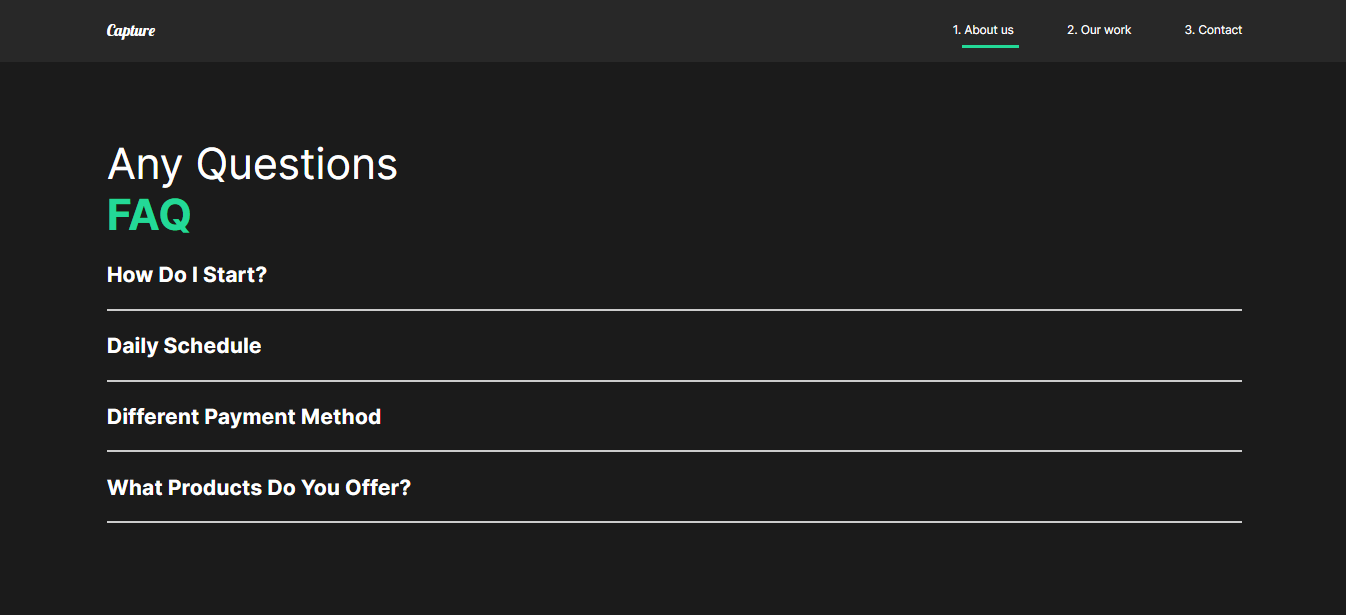 Capture
1. About us
2. Our work
3. Contact
Any Questions
FAQ
How Do I Start?
Daily Schedule
Different Payment Method
What Products Do You Offer?